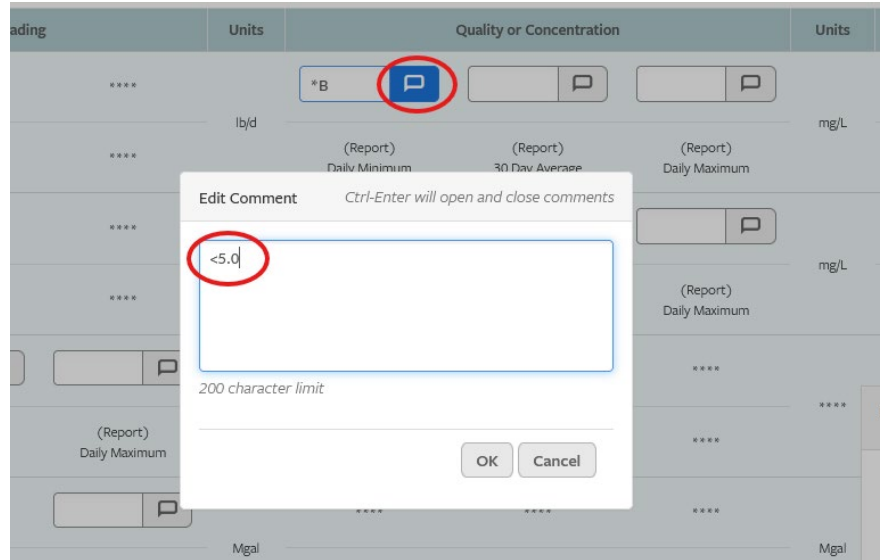 ading Units Quality or Concentration Units
**** *B
lb/d mg/L
**** (Report) (Report) (Report)
Daily Minimum 30 Day Average Daily Maximum
Edit Comment Ctrl-Enter will open and close comments
****
<5.0
mg/L
**** (Report)
Daily Maximum
****
200 character limit
****
(Report) ****
Daily Maximum
OK Cancel
**** **** ****
Mgal Mgal